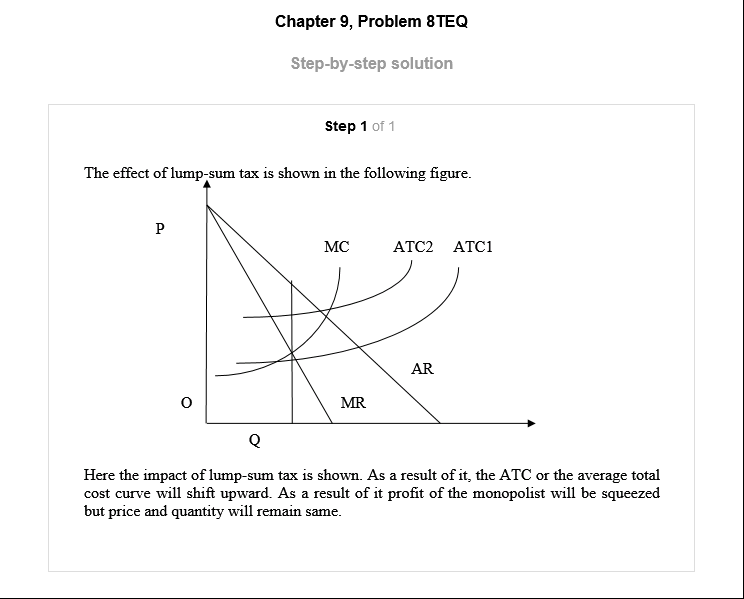 Chapter 9, Problem 8TEQ
Step-by-step solution
Step 1 of 1
The effect of lump-sum tax is shown in the following figure.
P
MC ATC2 ATC1
AR
O
MR
Q
Here the impact of lump-sum tax is shown. As a result of it, the ATC or the average total
cost curve will shift upward. As a result of it profit of the monopolist will be squeezed
but price and quantity will remain same.